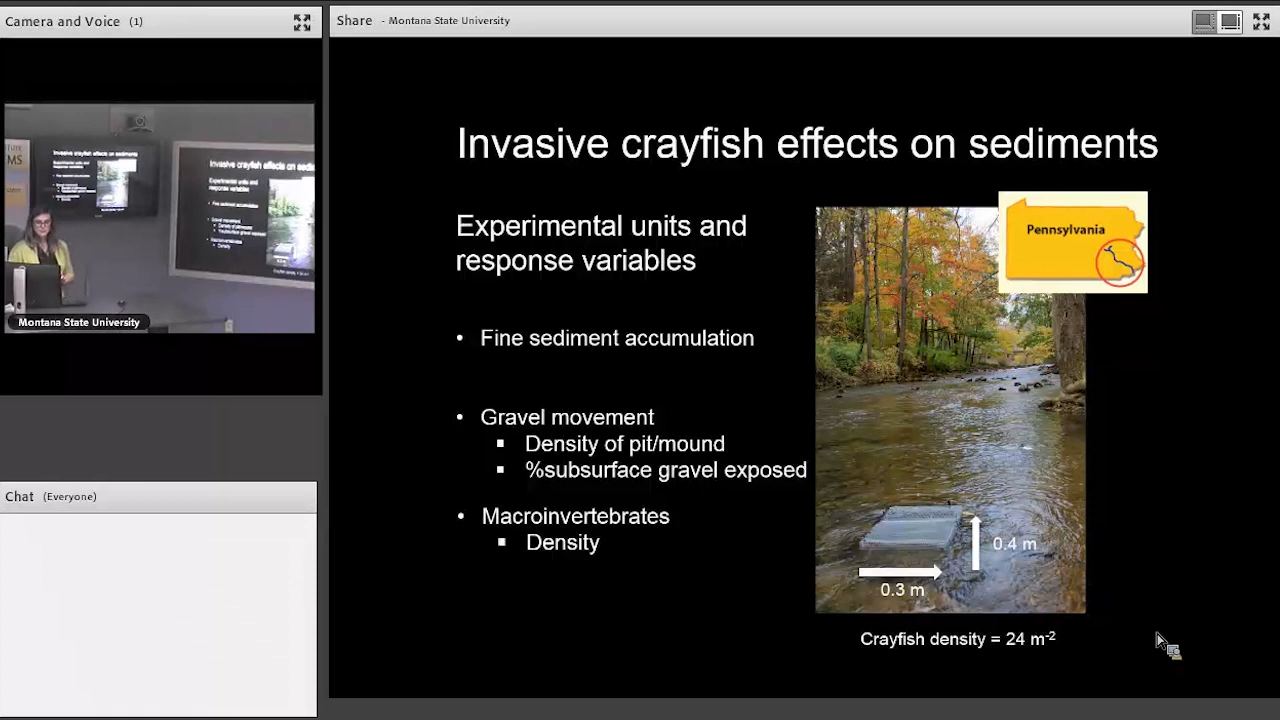 Camera and Voice (1)
Share - Montana State University
Montana State University
Chat (Everyone)
Invasive crayfish effects on sediments
Experimental units and
response variables
• Fine sediment accumulation
• Gravel movement
▪ Density of pit/mound
▪ %subsurface gravel exposed
• Macroinvertebrates
▪ Density
Pennsylvania
0.4 m
0.3 m
Crayfish density = 24 m⁻²